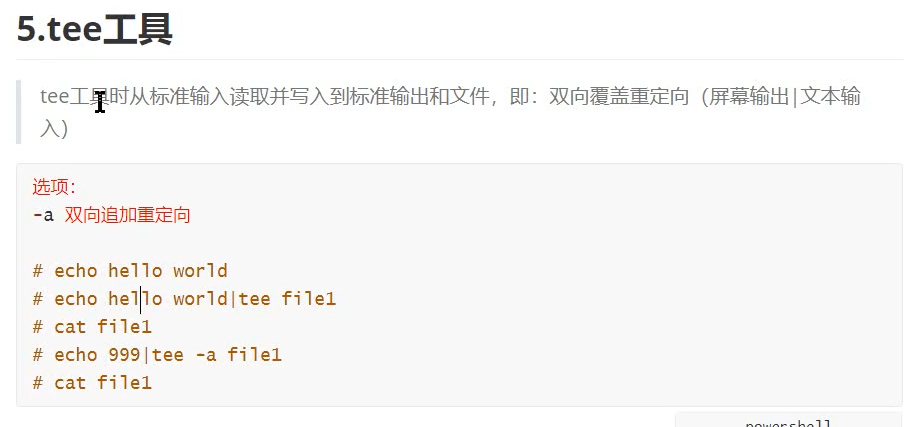 5.tee工具
tee工具时从标准输入读取并写入到标准输出和文件，即：双向覆盖重定向（屏幕输出|文本输
入）
选项：
-a 双向追加重定向
# echo hello world
# echo hello world|tee file1
# cat file1
# echo 999|tee -a file1
# cat file1
powershell